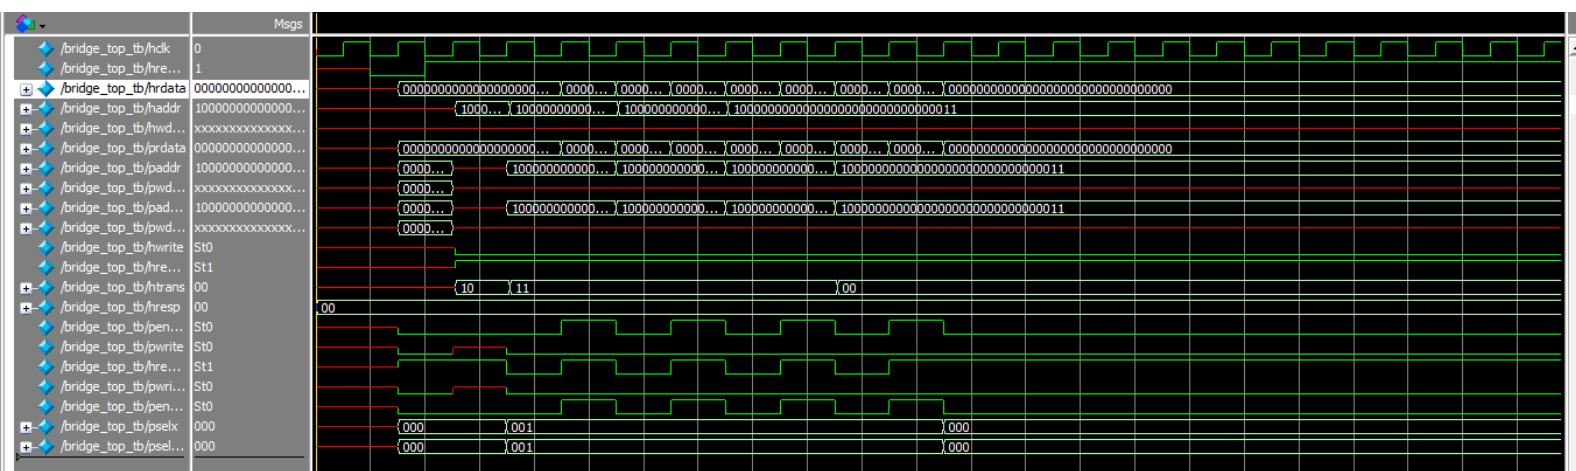 Msgs
/bridge_top_tb/hclk 0
/bridge_top_tb/hre... 1
/bridge_top_tb/hrdata 00000000000000... 0000000000000000000... 0000... 0000... 0000... 0000... 0000... 0000... 0000... 00000000000000000000000000000000
/bridge_top_tb/haddr 10000000000000... 1000... 10000000000... 100000000000... 10000000000000000000000000000011
/bridge_top_tb/hwd... xxxxxxxxxxxxxx...
/bridge_top_tb/prdata 00000000000000... 0000000000000000000... 0000... 0000... 0000... 0000... 0000... 0000... 0000... 00000000000000000000000000000000
/bridge_top_tb/paddr 10000000000000... 0000... 100000000000... 100000000000... 100000000000... 10000000000000000000000000000011
/bridge_top_tb/pwd... xxxxxxxxxxxxxx... 0000...
/bridge_top_tb/pad... 10000000000000... 0000... 100000000000... 100000000000... 100000000000... 10000000000000000000000000000011
/bridge_top_tb/pwd... xxxxxxxxxxxxxx... 0000...
/bridge_top_tb/hwrite St0
/bridge_top_tb/hre... St1
/bridge_top_tb/htrans 00 10 11 00
/bridge_top_tb/hresp 00 00
/bridge_top_tb/pen... St0
/bridge_top_tb/pwrite St0
/bridge_top_tb/hre... St1
/bridge_top_tb/pwri... St0
/bridge_top_tb/pen... St0
/bridge_top_tb/pselx 000 000 001 000
/bridge_top_tb/psel... 000 000 001 000